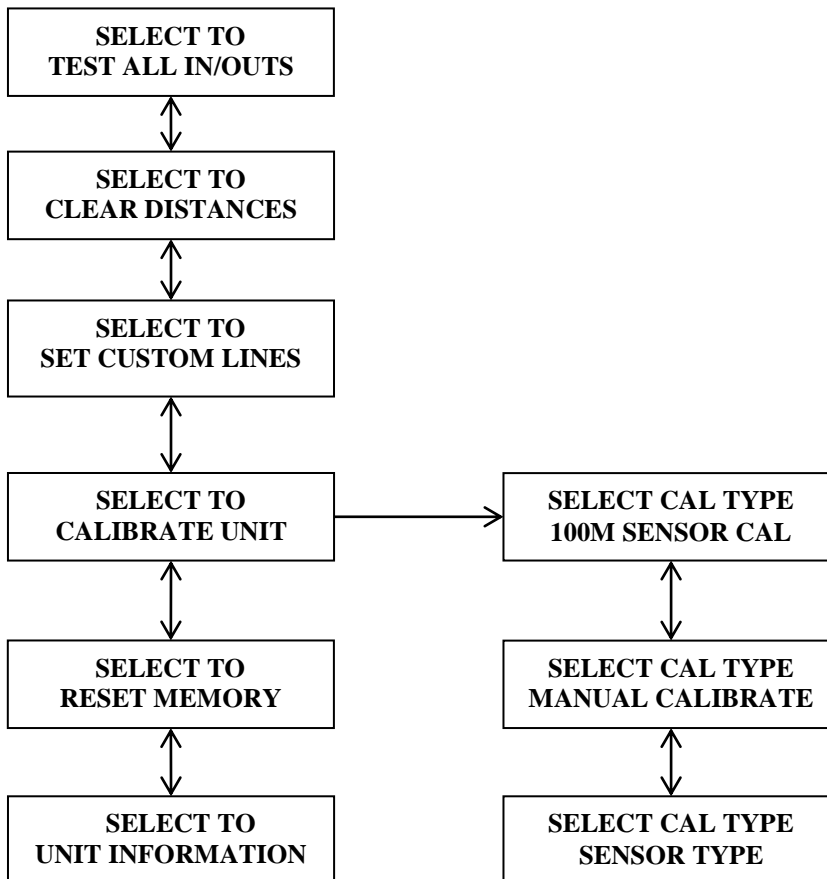 SELECT TO
TEST ALL IN/OUTS
SELECT TO
CLEAR DISTANCES
SELECT TO
SET CUSTOM LINES
SELECT TO
CALIBRATE UNIT
SELECT CAL TYPE
100M SENSOR CAL
SELECT TO
RESET MEMORY
SELECT CAL TYPE
MANUAL CALIBRATE
SELECT TO
UNIT INFORMATION
SELECT CAL TYPE
SENSOR TYPE